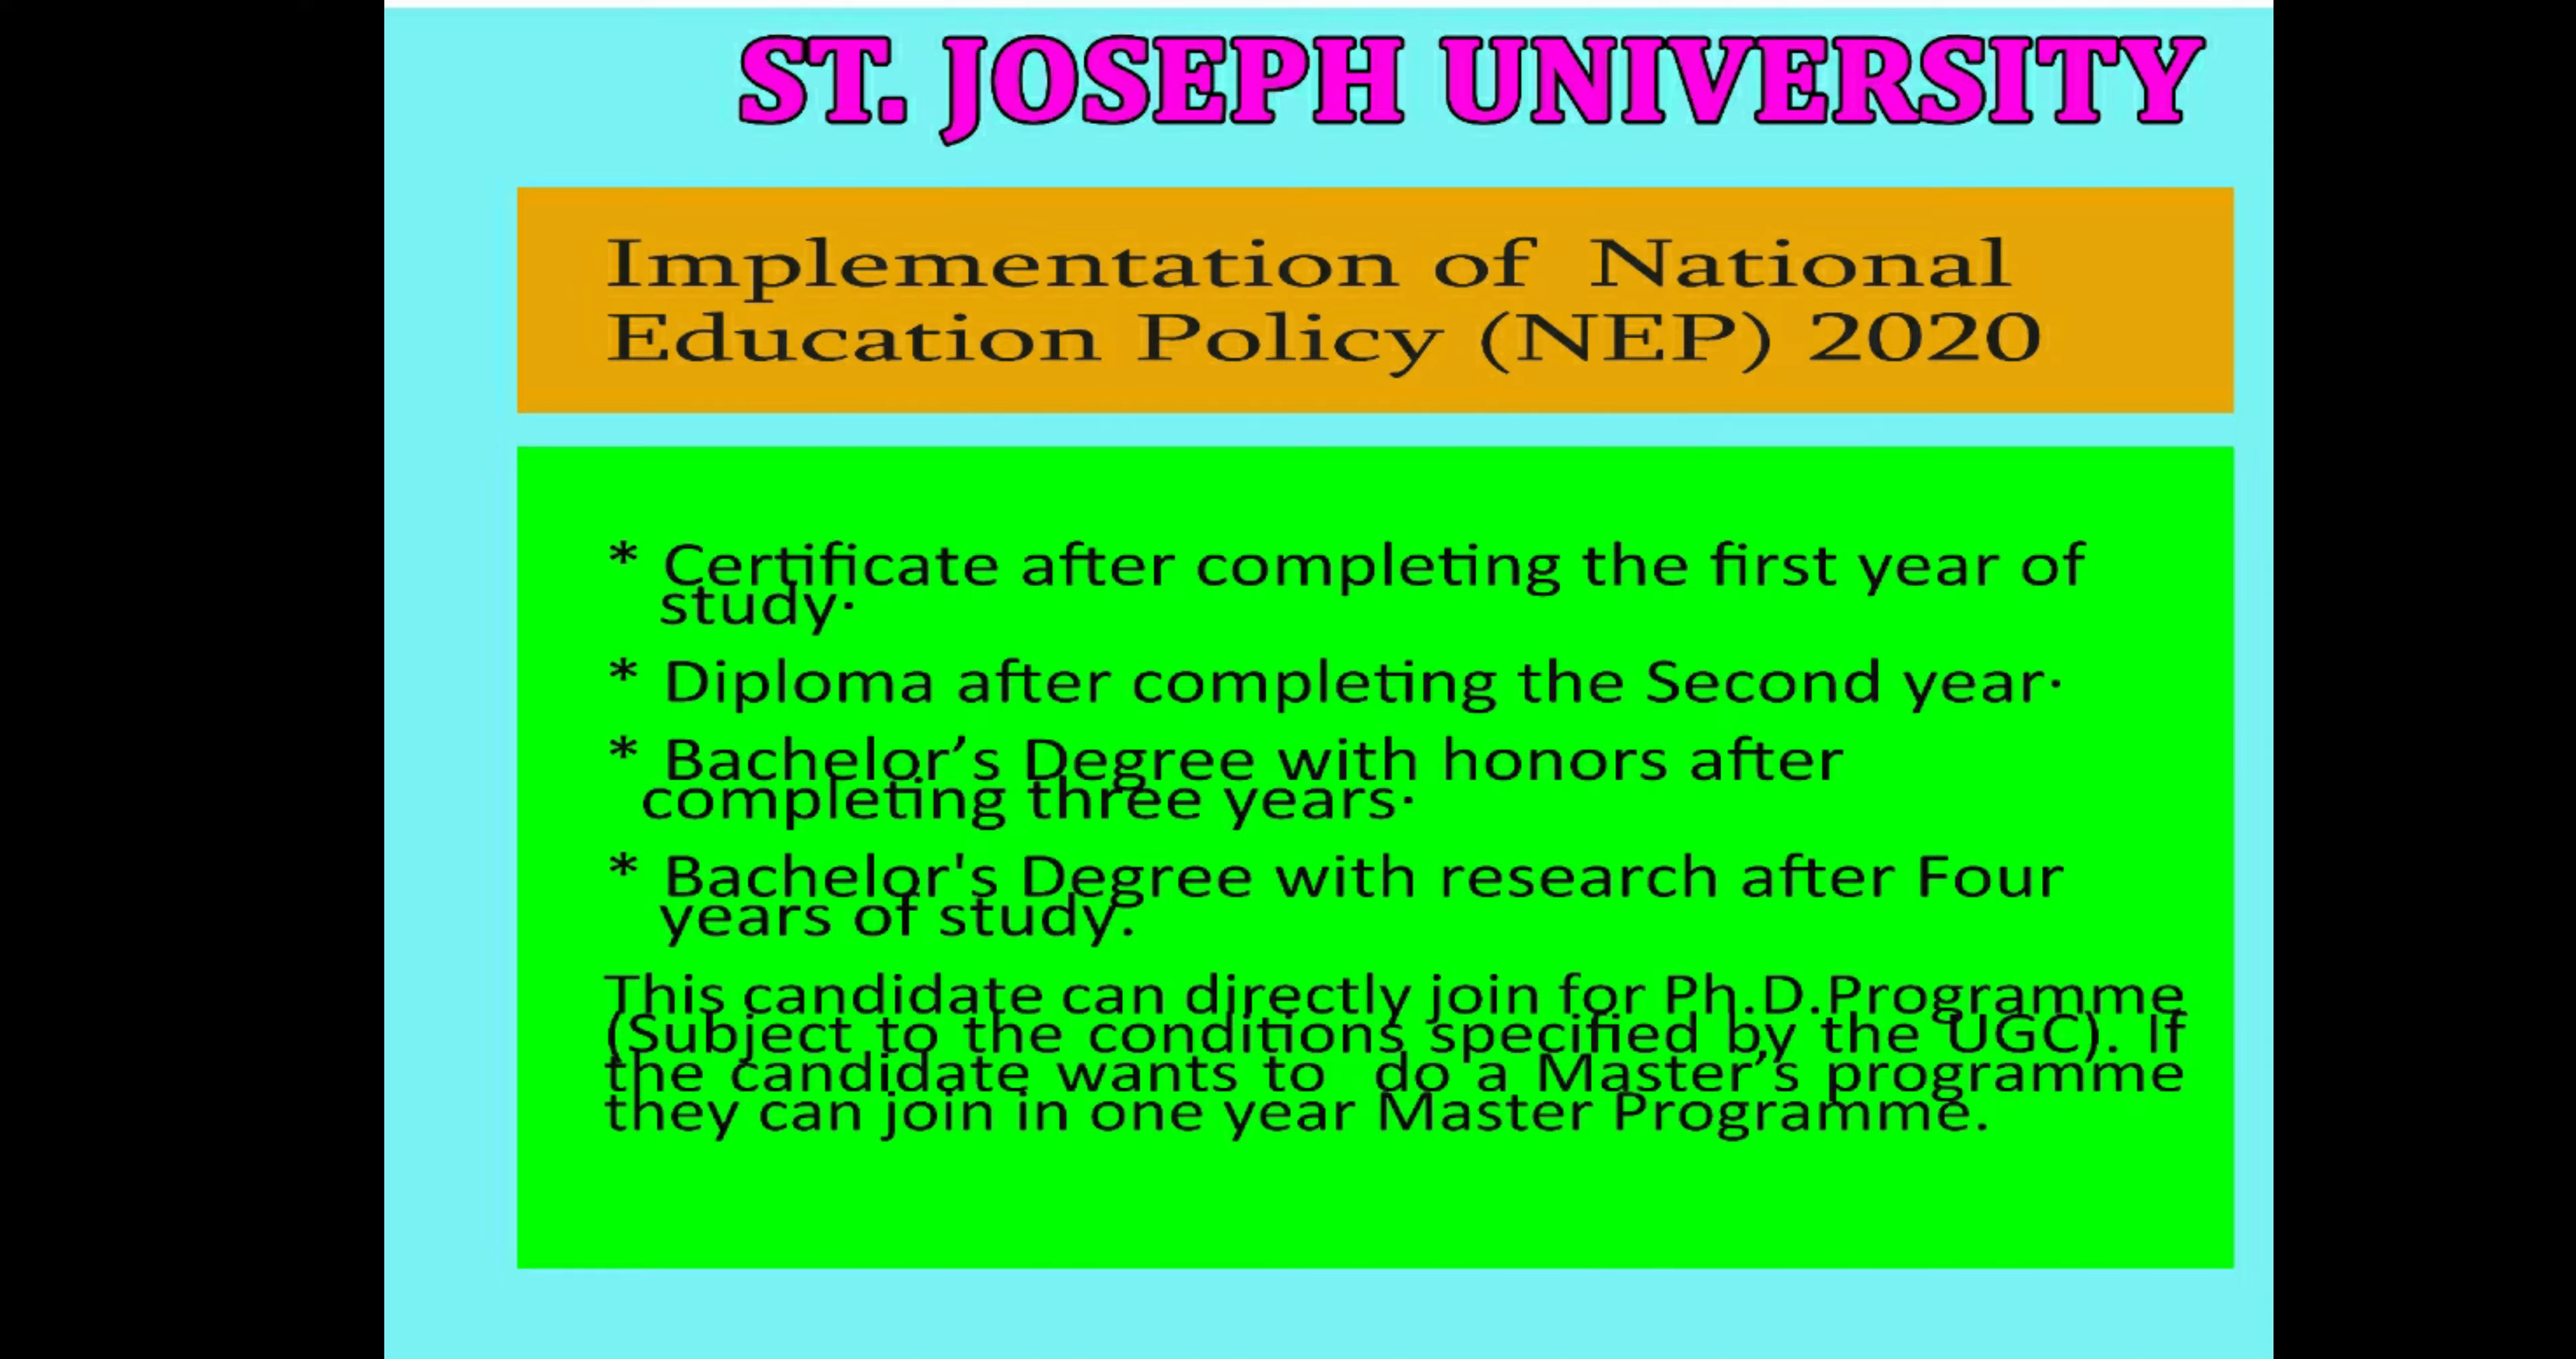 ST. JOSEPH UNIVERSITY
Implementation of National
Education Policy (NEP) 2020
* Certificate after completing the first year of
study·
* Diploma after completing the Second year·
* Bachelor’s Degree with honors after
completing three years·
* Bachelor's Degree with research after Four
years of study.
This candidate can directly join for Ph.D.Programme
(Subject to the conditions specified by the UGC). If
the candidate wants to do a Master’s programme
they can join in one year Master Programme.